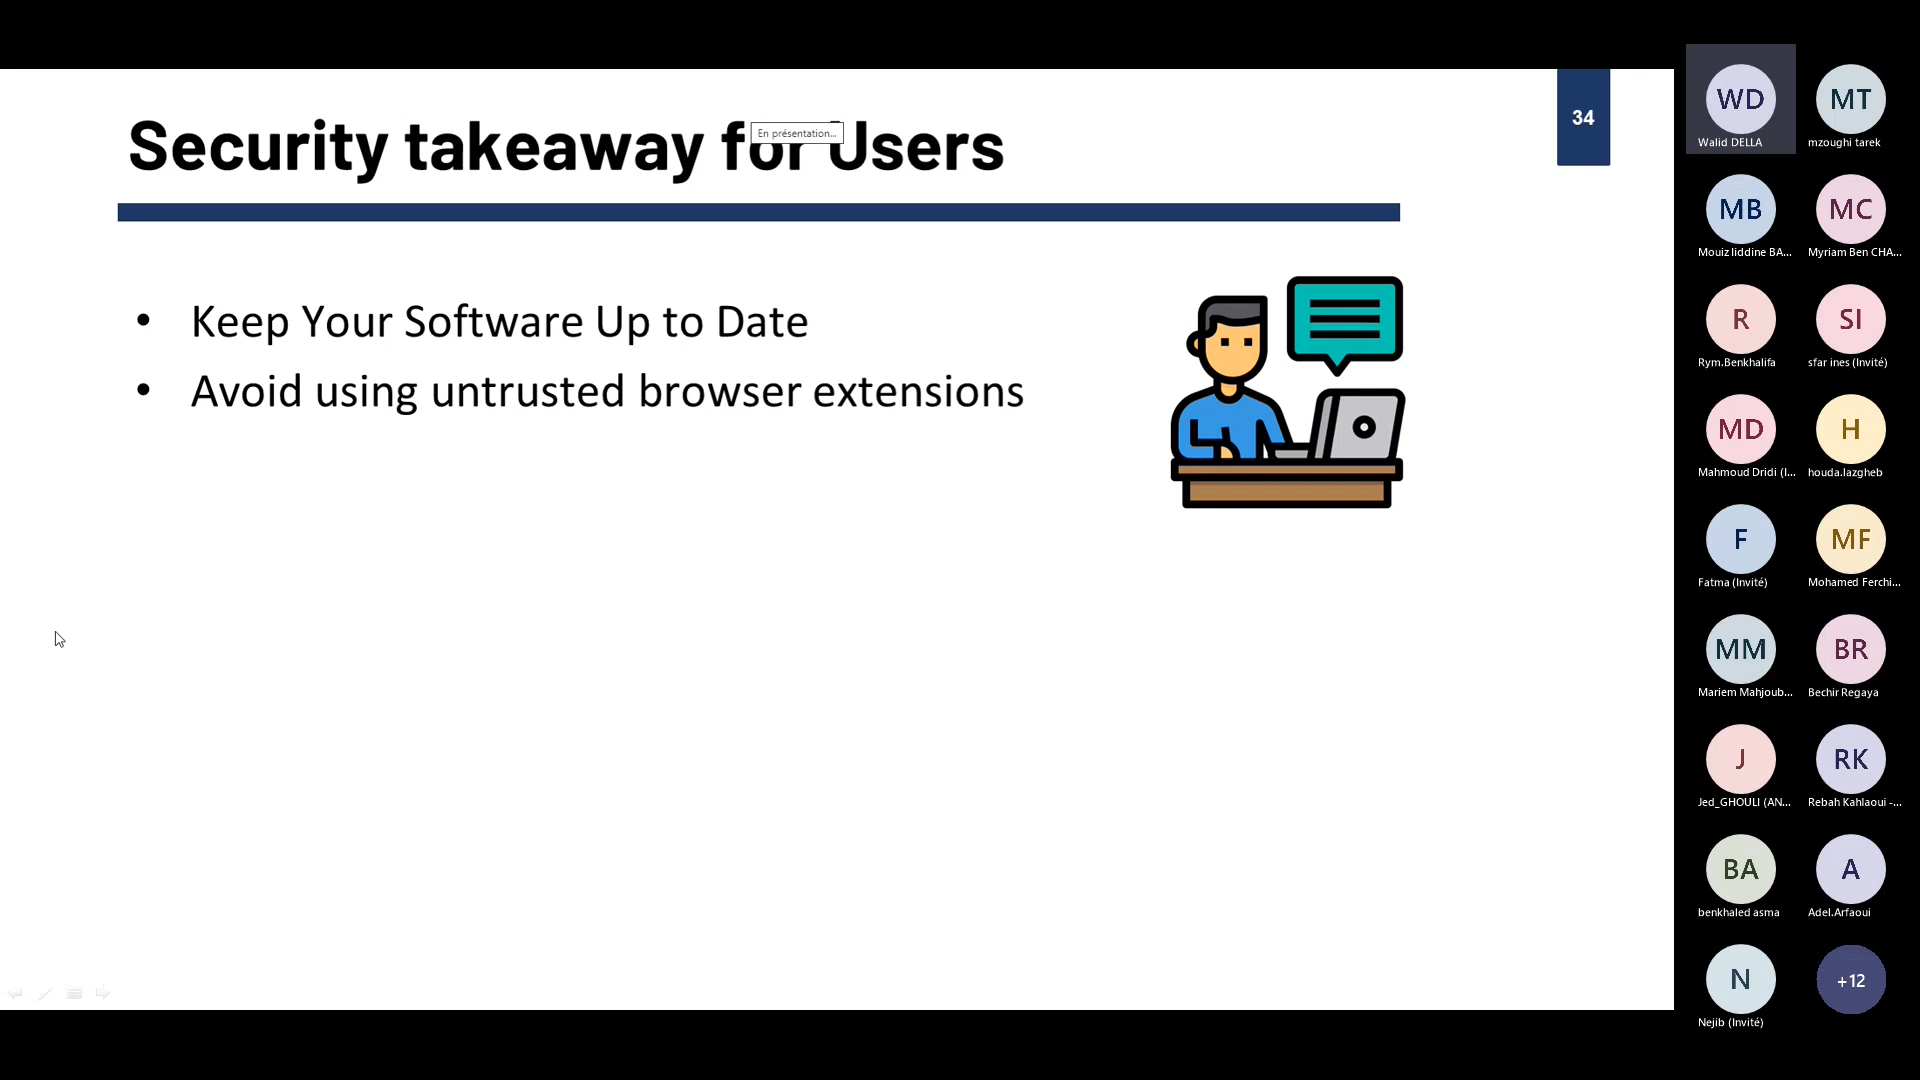 Security takeaway for Users
En présentation...
34
• Keep Your Software Up to Date
• Avoid using untrusted browser extensions
WD
Walid DELLA
MT
mzoughi tarek
MB
Mouiz liddine BA...
MC
Myriam Ben CHA...
R
Rym.Benkhalifa
SI
sfar ines (Invité)
MD
Mahmoud Dridi (I...
H
houda.lazgheb
F
Fatma (Invité)
MF
Mohamed Ferchi...
MM
Mariem Mahjoub...
BR
Bechir Regaya
J
Jed_GHOULI (AN...
RK
Rebah Kahlaoui -...
BA
benkhaled asma
A
Adel.Arfaoui
N
Nejib (Invité)
+12